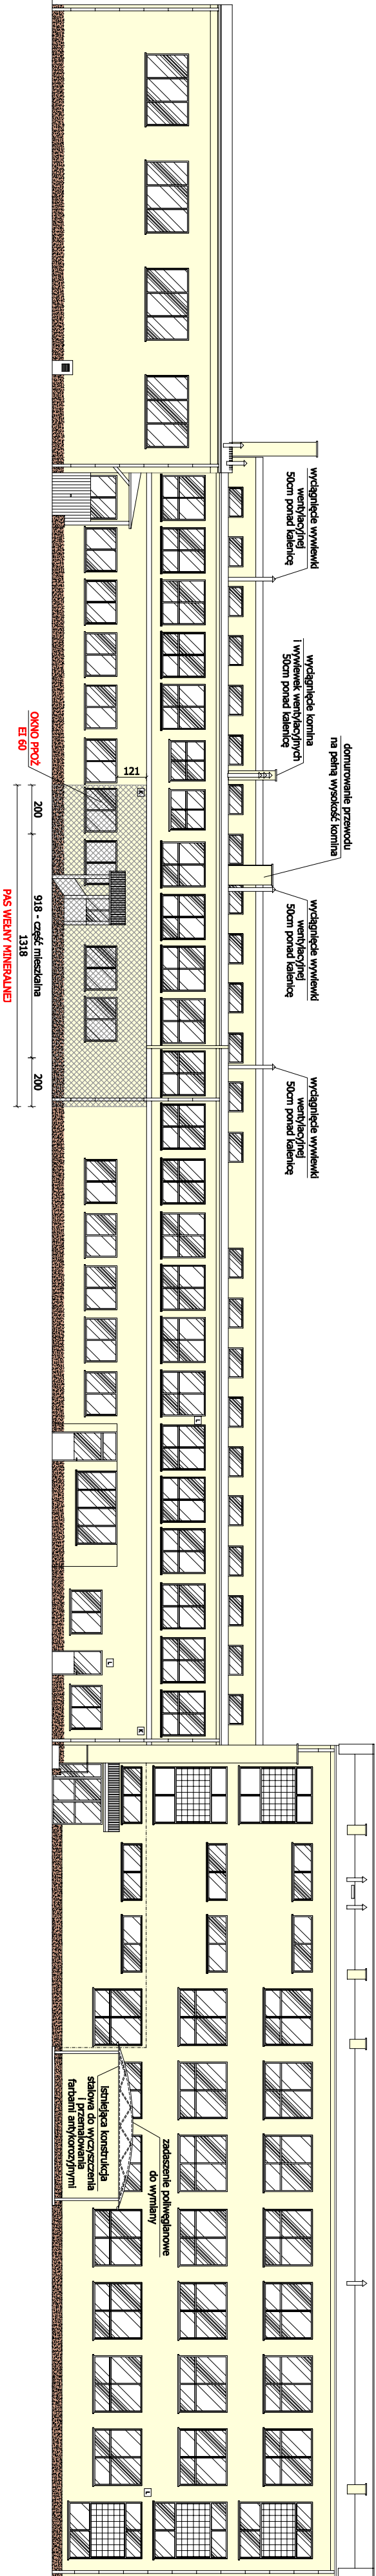 wyciągnięcie wywiewki
wentylacyjnej
50cm ponad kalenicę
wyciągnięcie komina
i wywiewek wentylacyjnych
50cm ponad kalenicę
domurowanie przewodu
na pełną wysokość komina
wyciągnięcie wywiewki
wentylacyjnej
50cm ponad kalenicę
wyciągnięcie wywiewki
wentylacyjnej
50cm ponad kalenicę
121
K
OKNO PPOŻ
EI 60
200
918 - część mieszkalna
200
1318
PAS WEŁNY MINERALNEJ
L
Ł
K
zadaszenie poliwęglanowe
do wymiany
istniejąca konstrukcja
stalowa do wyczyszczenia
i przemalowania
farbami antykorozyjnymi
L